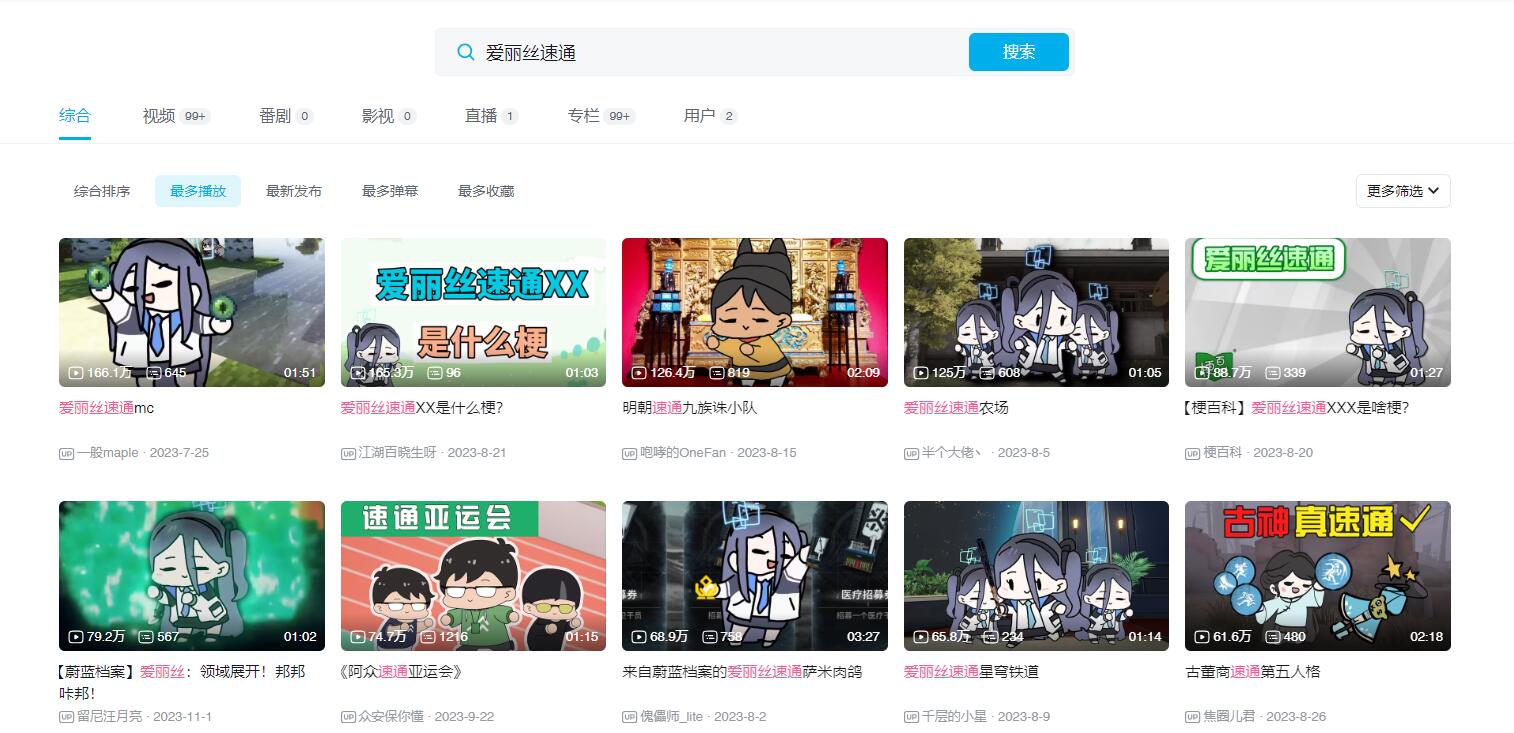 爱丽丝速通
搜索
综合
视频 99+
番剧 0
影视 0
直播 1
专栏 99+
用户 2
综合排序
最多播放
最新发布
最多弹幕
最多收藏
更多筛选
166.1万 645 01:51
爱丽丝速通mc
UP 一般maple · 2023-7-25
爱丽丝速通XX
是什么梗
165.3万 96 01:03
爱丽丝速通XX是什么梗?
UP 江湖百晓生呀 · 2023-8-21
126.4万 819 02:09
明朝速通九族诛小队
UP 咆哮的OneFan · 2023-8-15
125万 608 01:05
爱丽丝速通农场
UP 半个大佬丶 · 2023-8-5
爱丽丝速通
88.7万 339 01:27
【梗百科】爱丽丝速通XXX是啥梗?
UP 梗百科 · 2023-8-20
79.2万 567 01:02
【蔚蓝档案】爱丽丝：领域展开！邦邦
咔邦！
UP 留尼汪月亮 · 2023-11-1
速通亚运会
74.7万 1216 01:15
《阿众速通亚运会》
UP 众安保你懂 · 2023-9-22
医疗招募券
68.9万 758 03:27
来自蔚蓝档案的爱丽丝速通萨米肉鸽
UP 傀儡师_lite · 2023-8-2
65.8万 234 01:14
爱丽丝速通星穹铁道
UP 千层的小星 · 2023-8-9
古神真速通
61.6万 480 02:18
古董商速通第五人格
UP 焦圈儿君 · 2023-8-26